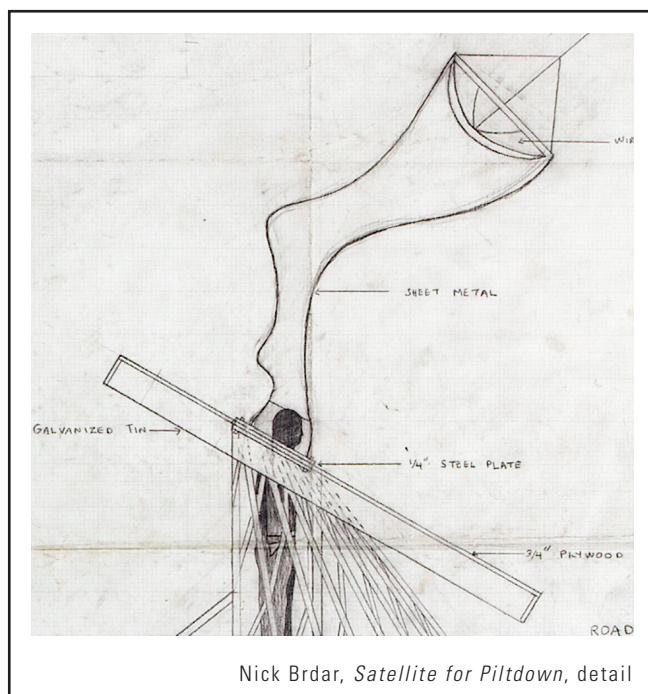 SHEET METAL
GALVANIZED TIN
1/4" STEEL PLATE
3/4" PLYWOOD
ROAD
Nick Brdar, Satellite for Piltdown, detail